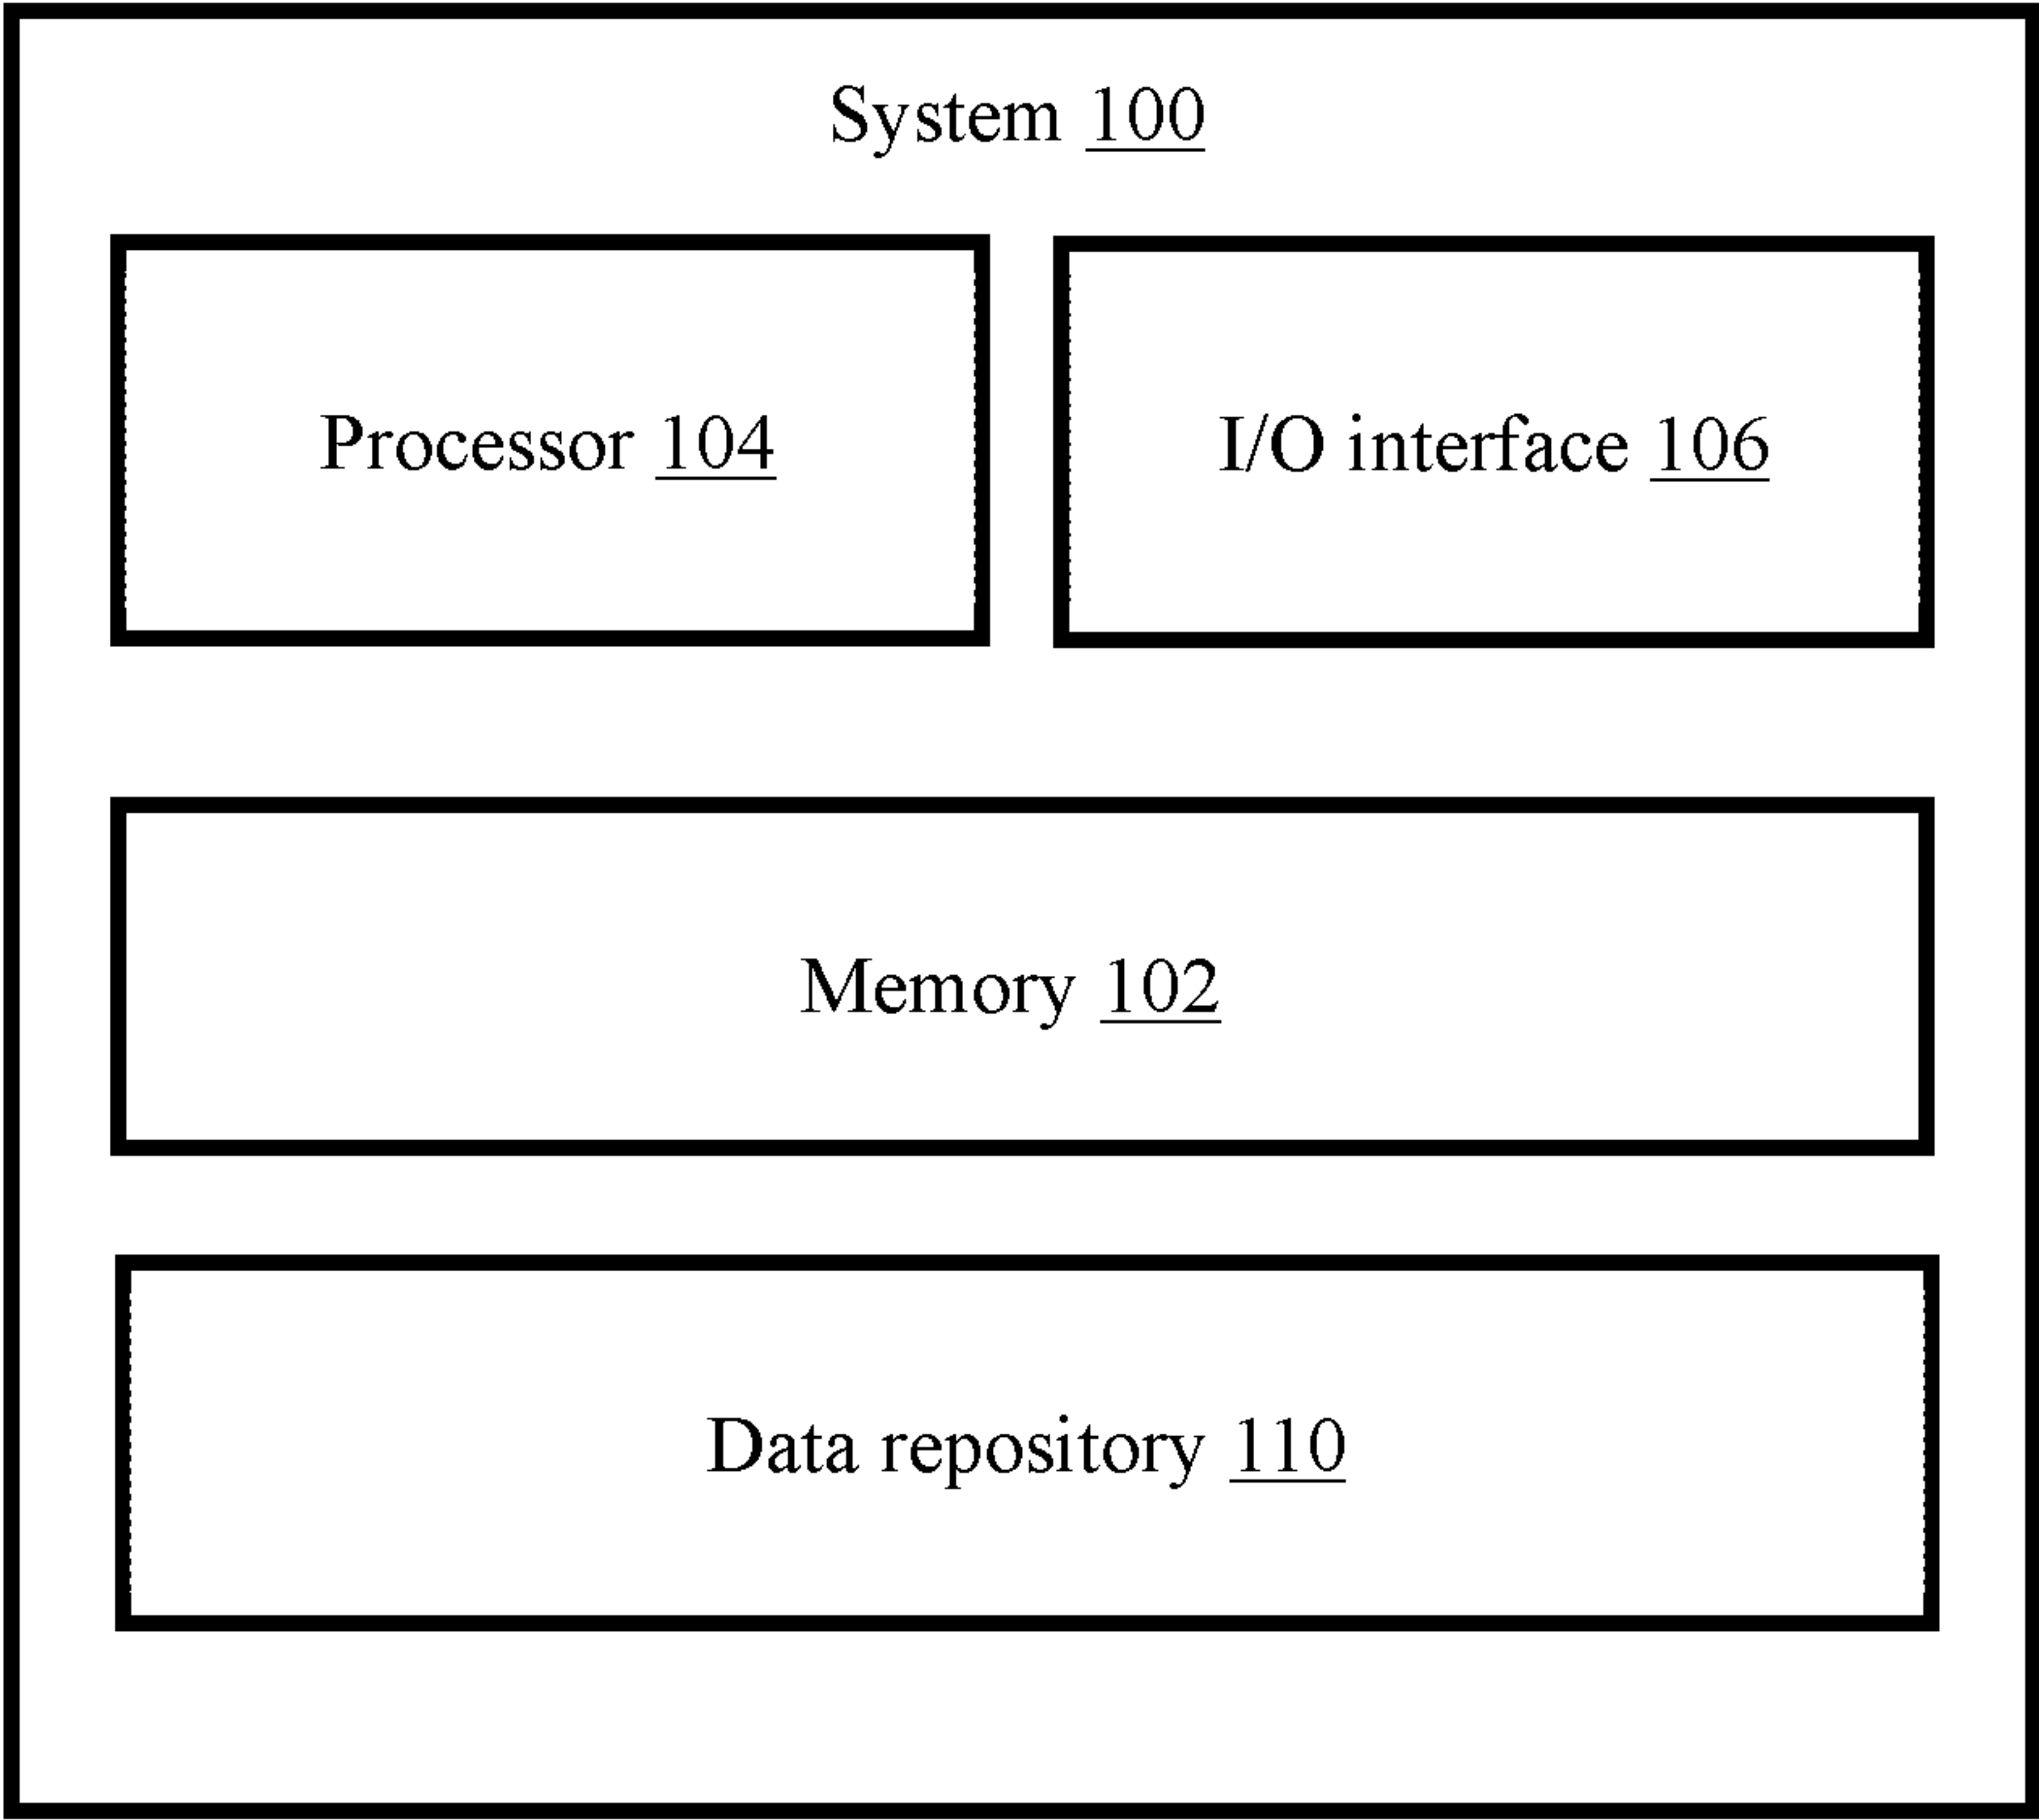 System 100
Processor 104
I/O interface 106
Memory 102
Data repository 110